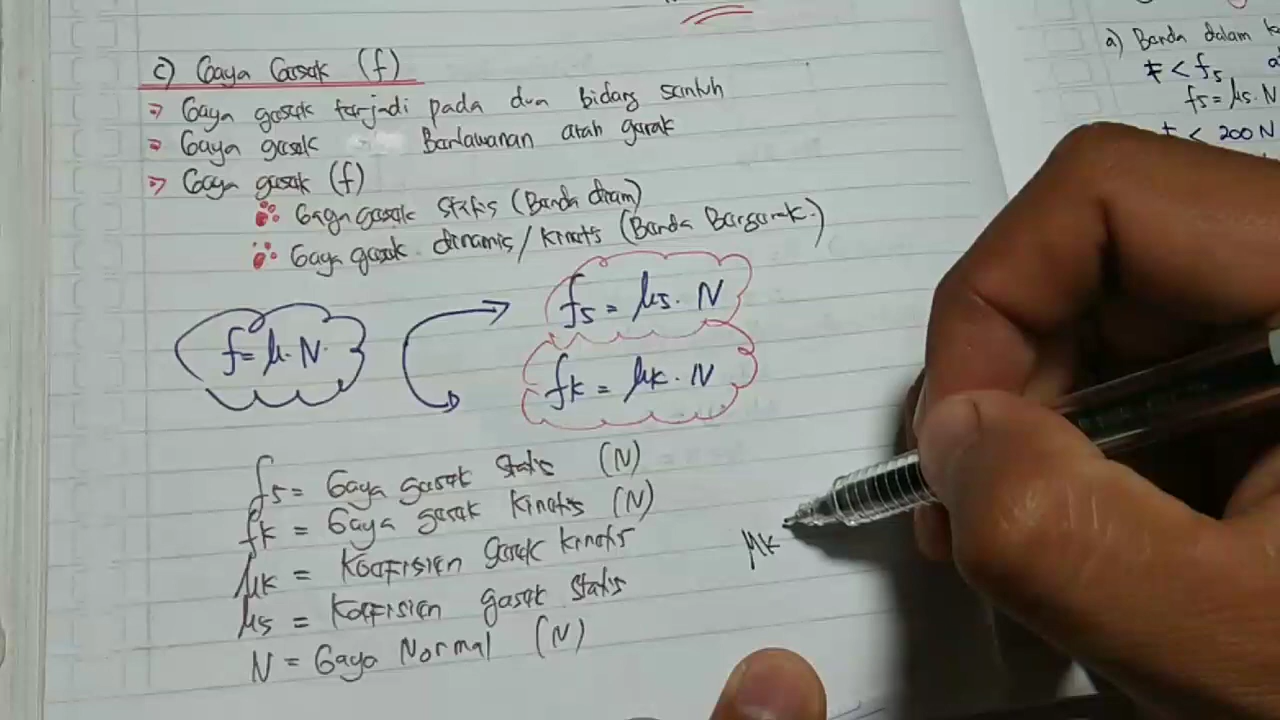 c) Gaya Gesek (f)
⇒ Gaya gesek terjadi pada dua bidang sentuh
⇒ Gaya gesek Berlawanan arah gerak
⇒ Gaya gesek (f)
Gaya gesek statis (Benda diam)
Gaya gesek dinamis/kinetis (Benda Bergerak.)
f = μ. N.
fs = μs. N
fk = μk. N
fs = Gaya gesek statis (N)
fk = Gaya gesek kinetis (N)
μk = Koefisien gesek kinetis
μs = Koefisien gesek statis
N = Gaya Normal (N)
μk
a) Benda dalam
F < fs
fs = μs. N
F < 200 N